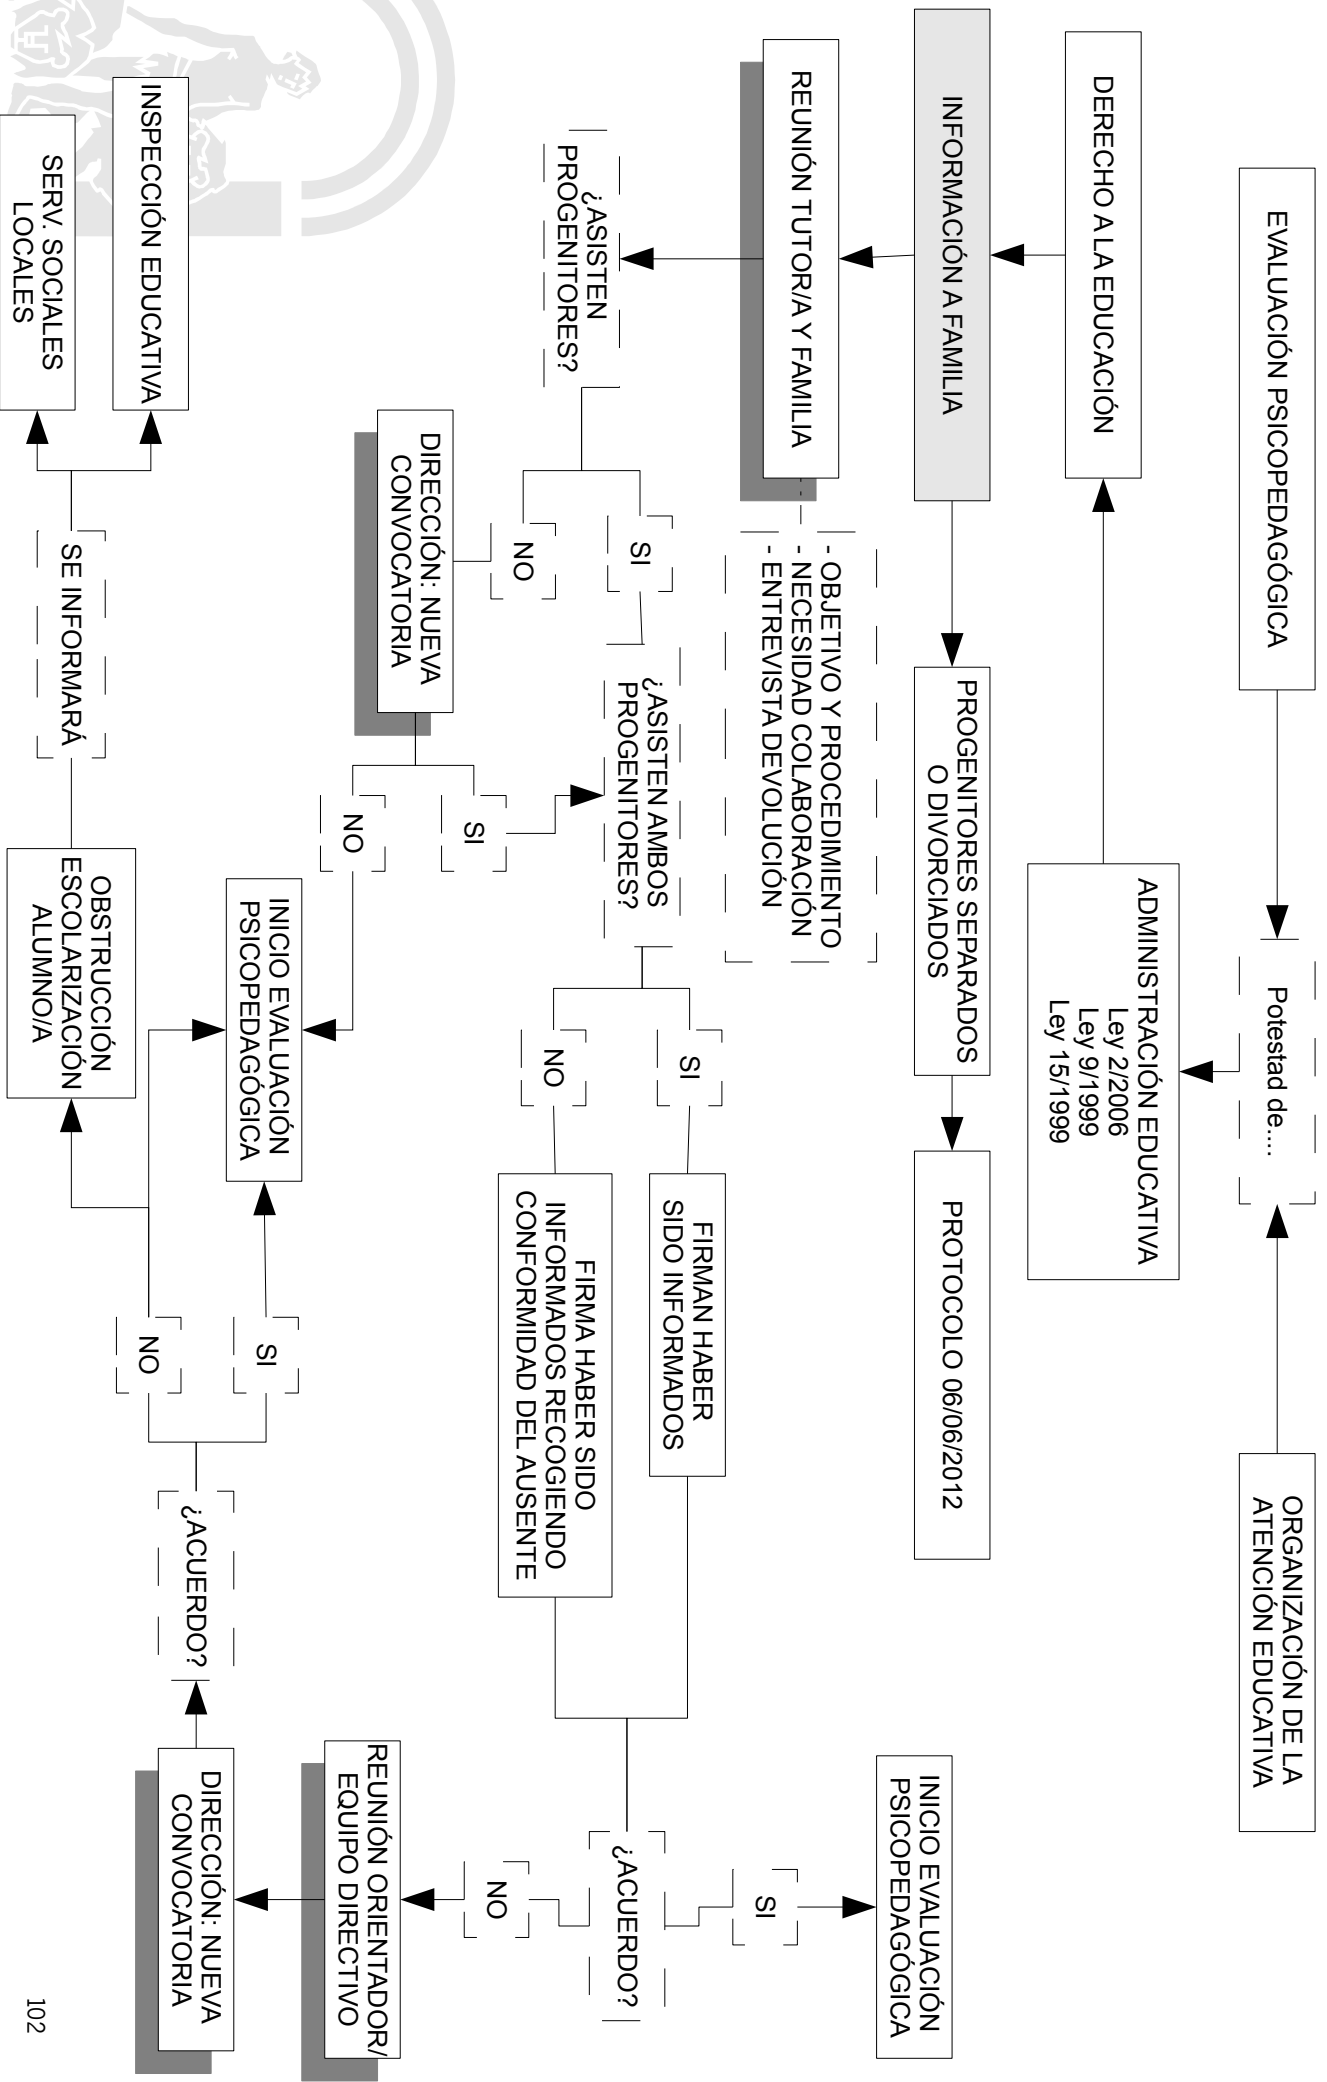 EVALUACIÓN PSICOPEDAGÓGICA
Potestad de....
ORGANIZACIÓN DE LA
ATENCIÓN EDUCATIVA
DERECHO A LA EDUCACIÓN
ADMINISTRACIÓN EDUCATIVA
Ley 2/2006
Ley 9/1999
Ley 15/1999
INFORMACIÓN A FAMILIA
PROGENITORES SEPARADOS
O DIVORCIADOS
PROTOCOLO 06/06/2012
REUNIÓN TUTOR/A Y FAMILIA
- OBJETIVO Y PROCEDIMIENTO
- NECESIDAD COLABORACIÓN
- ENTREVISTA DEVOLUCIÓN
INICIO EVALUACIÓN
PSICOPEDAGÓGICA
¿ASISTEN
PROGENITORES?
SI
NO
¿ASISTEN AMBOS
PROGENITORES?
SI
NO
FIRMAN HABER
SIDO INFORMADOS
FIRMA HABER SIDO
INFORMADOS RECOGIENDO
CONFORMIDAD DEL AUSENTE
¿ACUERDO?
SI
NO
DIRECCIÓN: NUEVA
CONVOCATORIA
SI
NO
REUNIÓN ORIENTADOR/
EQUIPO DIRECTIVO
INICIO EVALUACIÓN
PSICOPEDAGÓGICA
SI
NO
¿ACUERDO?
DIRECCIÓN: NUEVA
CONVOCATORIA
INSPECCIÓN EDUCATIVA
SERV. SOCIALES
LOCALES
SE INFORMARÁ
OBSTRUCCIÓN
ESCOLARIZACIÓN
ALUMNO/A
102